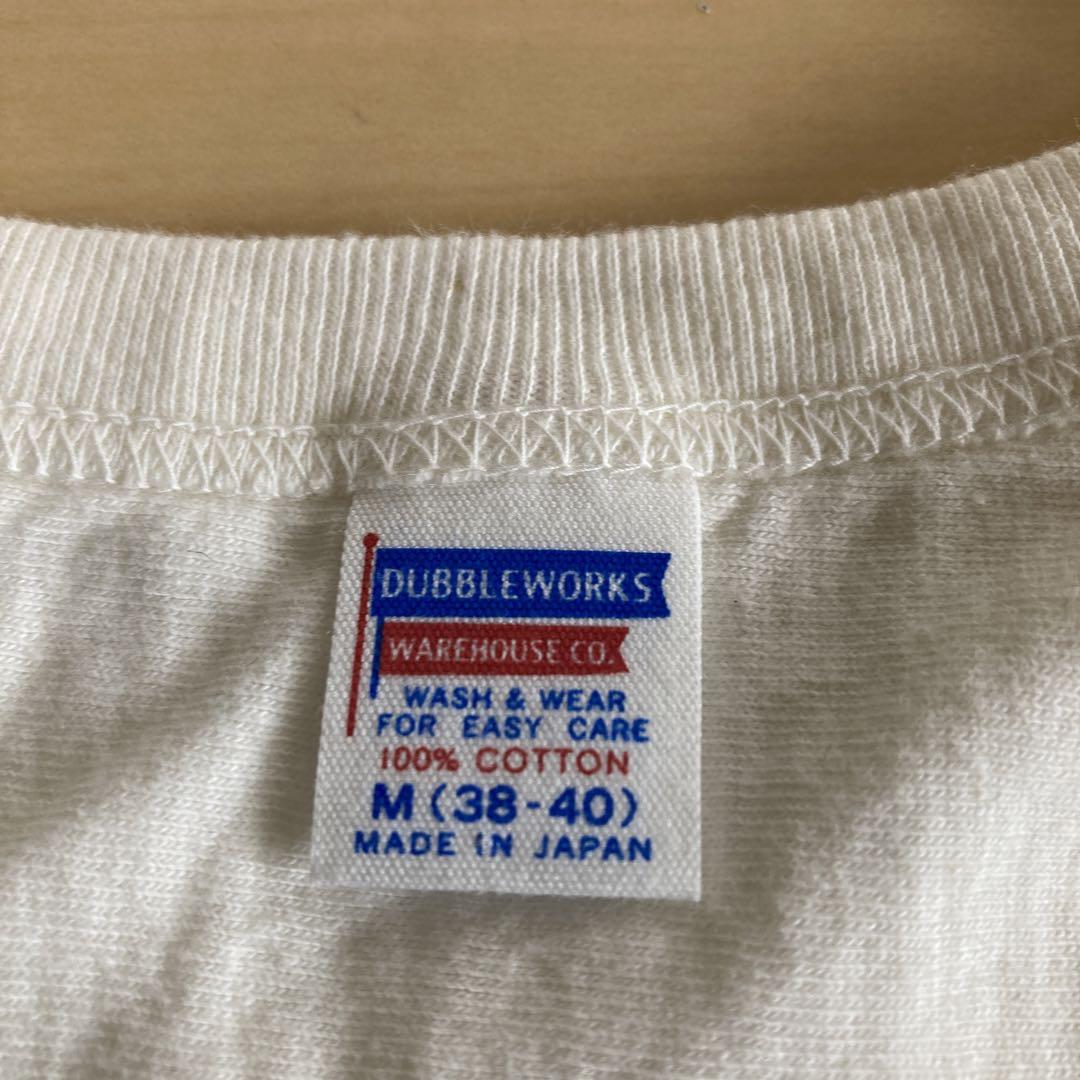 DUBBLEWORKS
WAREHOUSE CO.
WASH & WEAR
FOR EASY CARE
100% COTTON
M (38-40)
MADE IN JAPAN